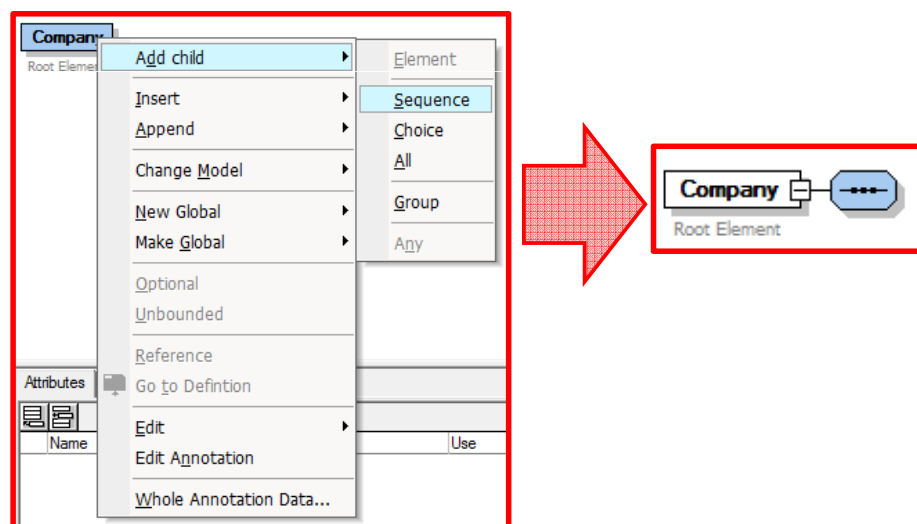 Company
Root Elemen
Add child
Insert
Append
Change Model
New Global
Make Global
Optional
Unbounded
Reference
Go to Defintion
Edit
Edit Annotation
Whole Annotation Data...
Element
Sequence
Choice
All
Group
Any
Attributes
Name
Use
Company
Root Element